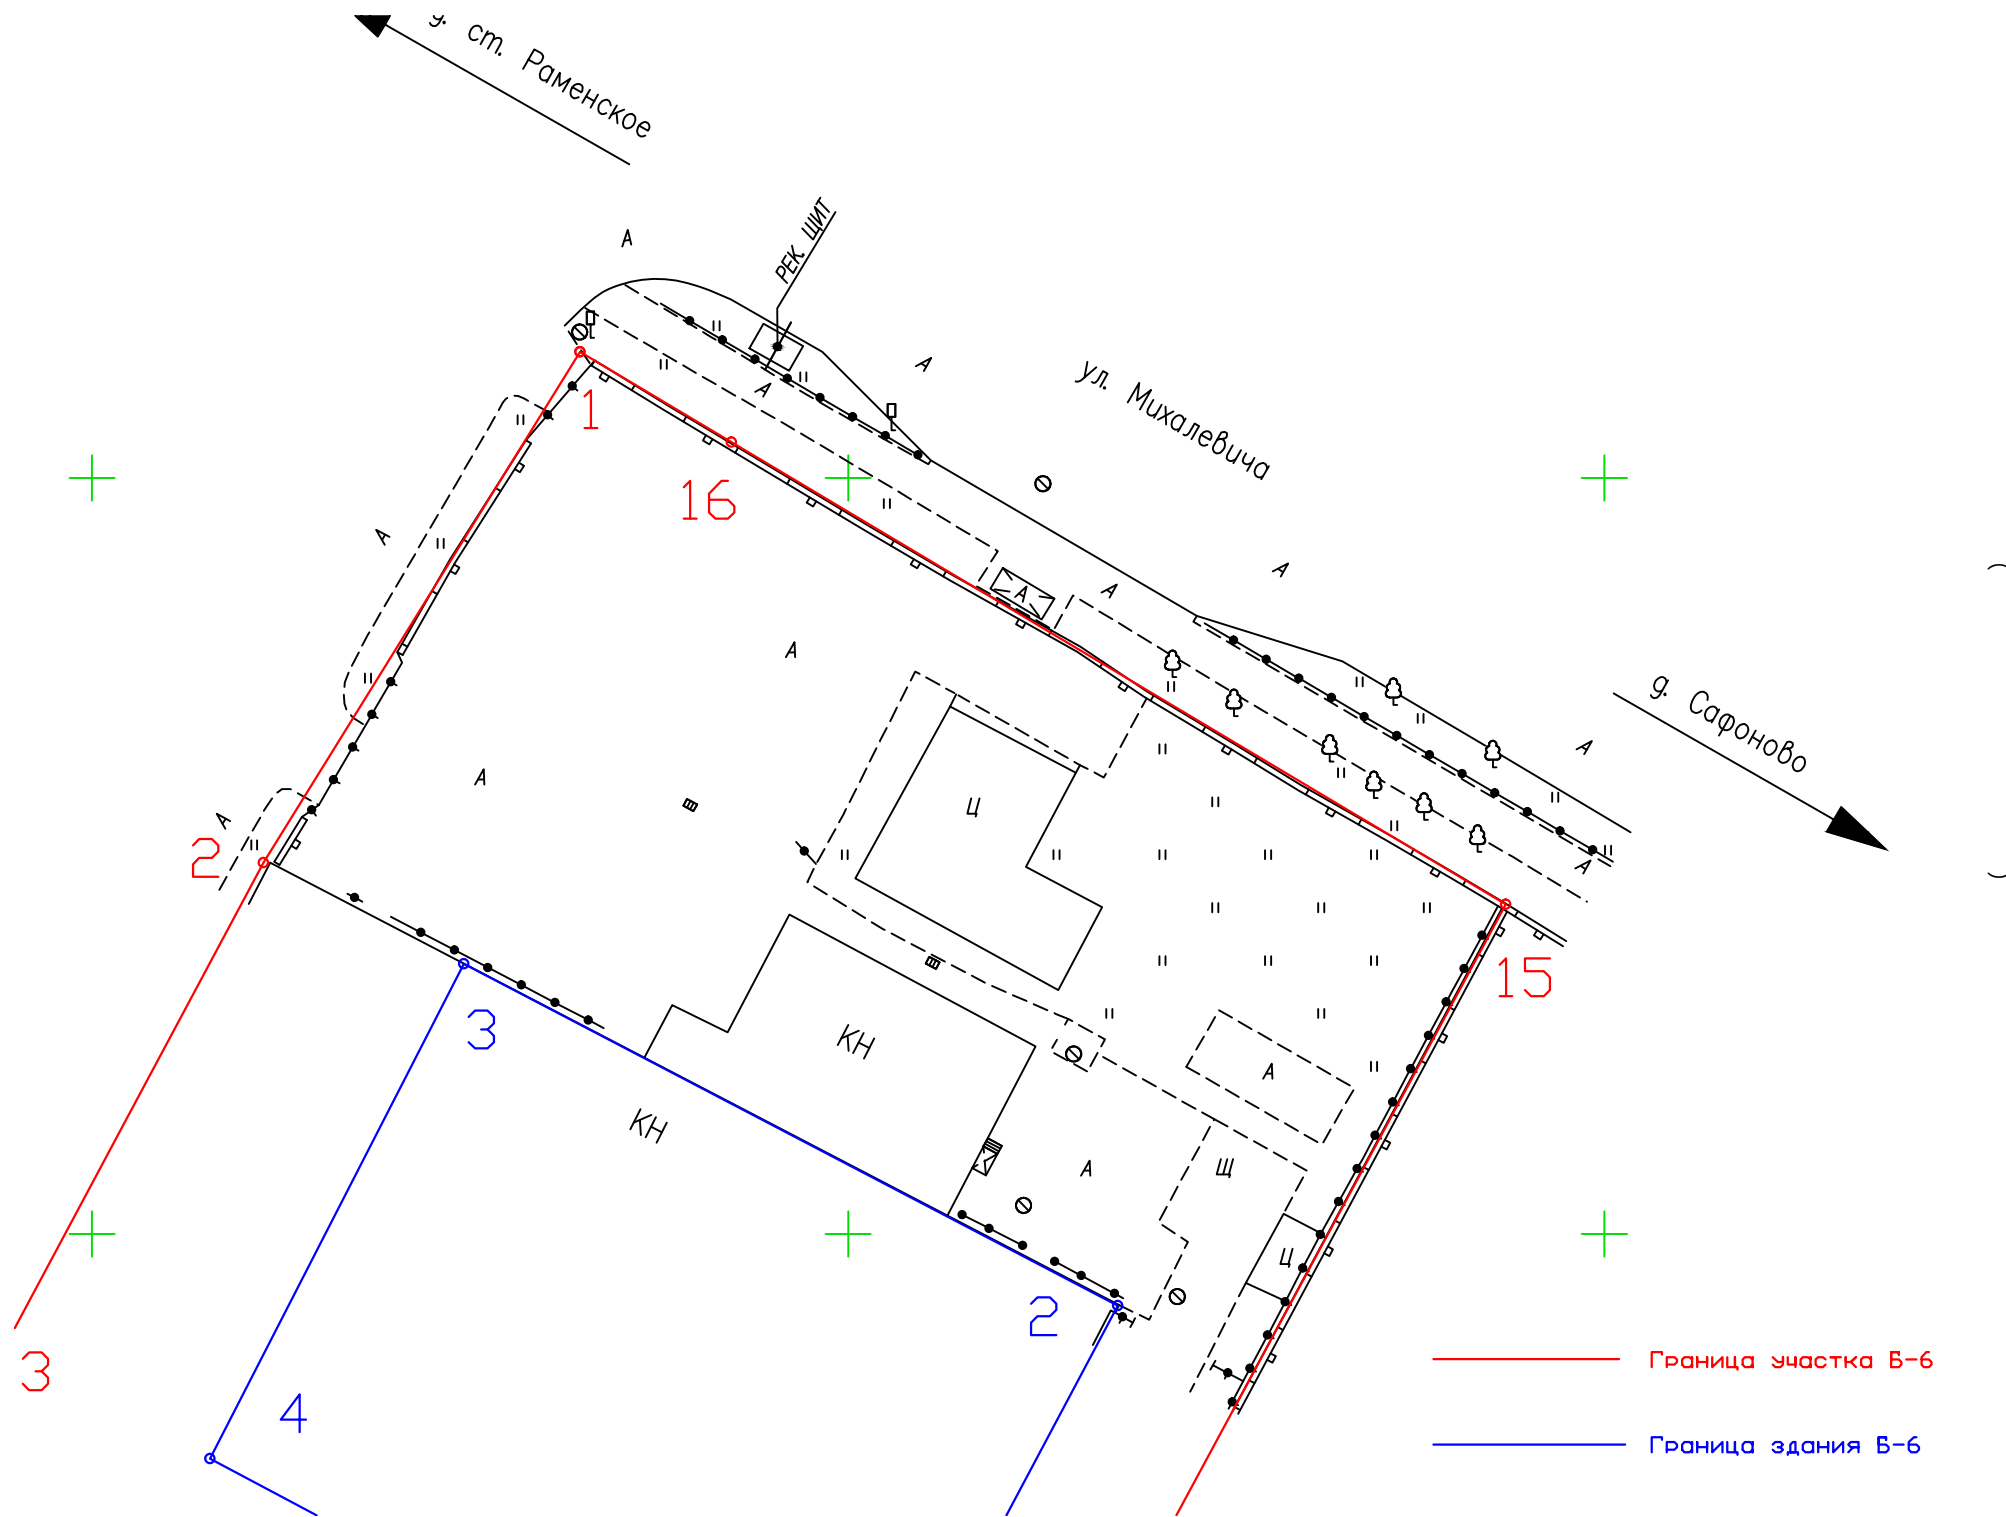 д. ст. Раменское
РЕК. ЩИТ
А
А
А
ул. Михалевича
1
16
А
А
А
А
А
д. Сафоново
А
А
А
А
Ц
А
2
15
3
КН
А
КН
А
Щ
Ц
2
3
4
Граница участка Б-6
Граница здания Б-6